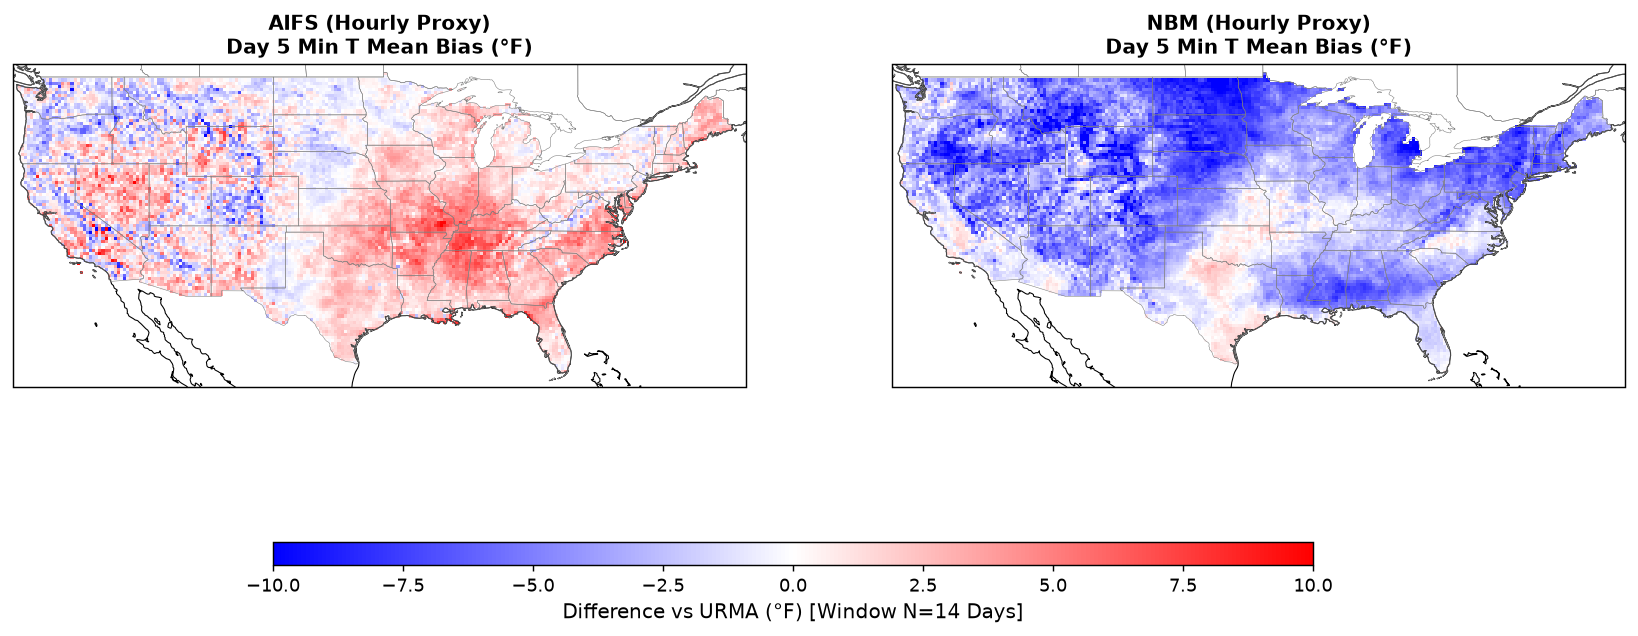 AIFS (Hourly Proxy)
Day 5 Min T Mean Bias (°F)
NBM (Hourly Proxy)
Day 5 Min T Mean Bias (°F)
−10.0
−7.5
−5.0
−2.5
0.0
2.5
5.0
7.5
10.0
Difference vs URMA (°F) [Window N=14 Days]